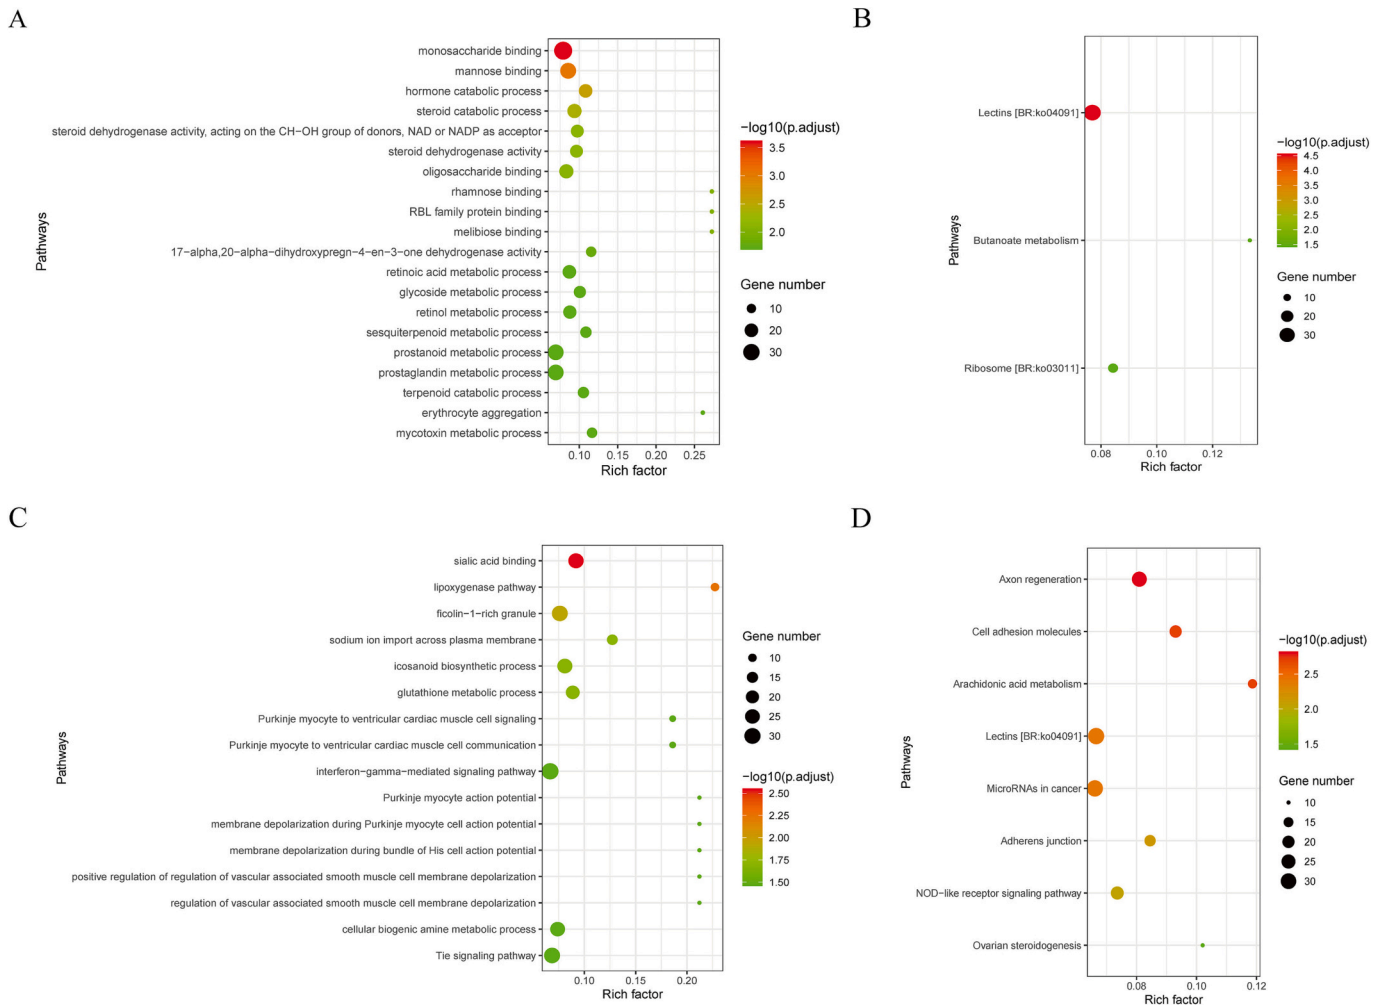 A
monosaccharide binding
mannose binding
hormone catabolic process
steroid catabolic process
steroid dehydrogenase activity, acting on the CH−OH group of donors, NAD or NADP as acceptor
steroid dehydrogenase activity
oligosaccharide binding
rhamnose binding
RBL family protein binding
melibiose binding
17−alpha,20−alpha−dihydroxypregn−4−en−3−one dehydrogenase activity
retinoic acid metabolic process
glycoside metabolic process
retinol metabolic process
sesquiterpenoid metabolic process
prostanoid metabolic process
prostaglandin metabolic process
terpenoid catabolic process
erythrocyte aggregation
mycotoxin metabolic process
Pathways
0.10 0.15 0.20 0.25
Rich factor
−log10(p.adjust)
3.5
3.0
2.5
2.0
Gene number
10
20
30
B
Lectins [BR:ko04091]
Butanoate metabolism
Ribosome [BR:ko03011]
Pathways
0.08 0.10 0.12
Rich factor
−log10(p.adjust)
4.5
4.0
3.5
3.0
2.5
2.0
1.5
Gene number
10
20
30
C
sialic acid binding
lipoxygenase pathway
ficolin−1−rich granule
sodium ion import across plasma membrane
icosanoid biosynthetic process
glutathione metabolic process
Purkinje myocyte to ventricular cardiac muscle cell signaling
Purkinje myocyte to ventricular cardiac muscle cell communication
interferon−gamma−mediated signaling pathway
Purkinje myocyte action potential
membrane depolarization during Purkinje myocyte cell action potential
membrane depolarization during bundle of His cell action potential
positive regulation of regulation of vascular associated smooth muscle cell membrane depolarization
regulation of vascular associated smooth muscle cell membrane depolarization
cellular biogenic amine metabolic process
Tie signaling pathway
Pathways
0.10 0.15 0.20
Rich factor
Gene number
10
15
20
25
30
−log10(p.adjust)
2.50
2.25
2.00
1.75
1.50
D
Axon regeneration
Cell adhesion molecules
Arachidonic acid metabolism
Lectins [BR:ko04091]
MicroRNAs in cancer
Adherens junction
NOD−like receptor signaling pathway
Ovarian steroidogenesis
Pathways
0.08 0.10 0.12
Rich factor
−log10(p.adjust)
2.5
2.0
1.5
Gene number
10
15
20
25
30